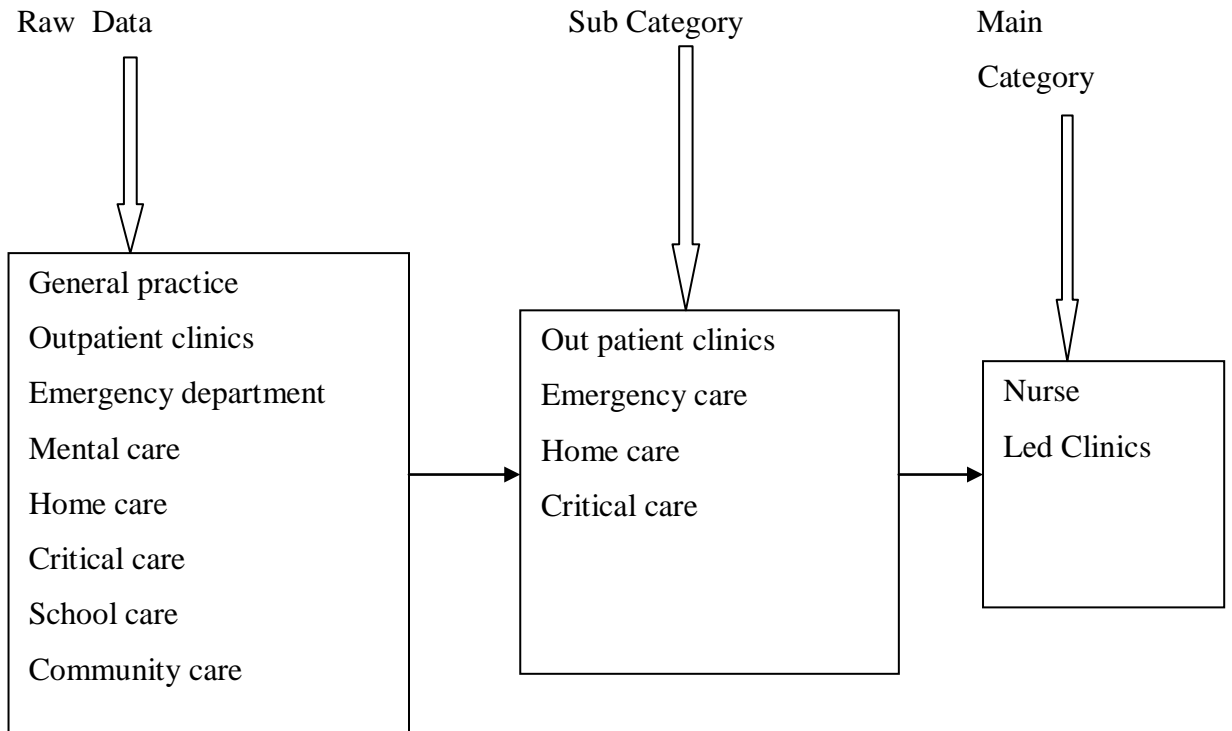 Raw Data
Sub Category
Main
Category
General practice
Outpatient clinics
Emergency department
Mental care
Home care
Critical care
School care
Community care
Out patient clinics
Emergency care
Home care
Critical care
Nurse
Led Clinics